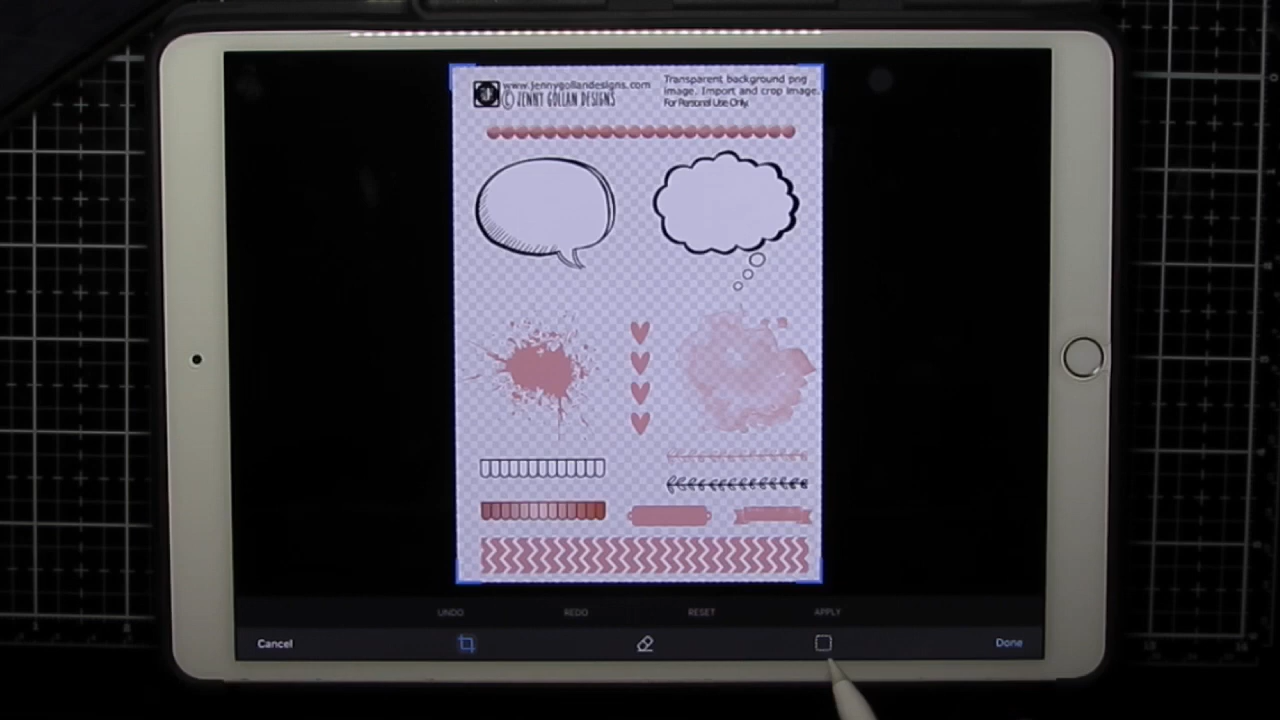 www.jennygollandesigns.com
© JENNY GOLLAN DESIGNS
Transparent background png
image. Import and crop image.
For Personal Use Only.
UNDO REDO RESET APPLY
Cancel Done